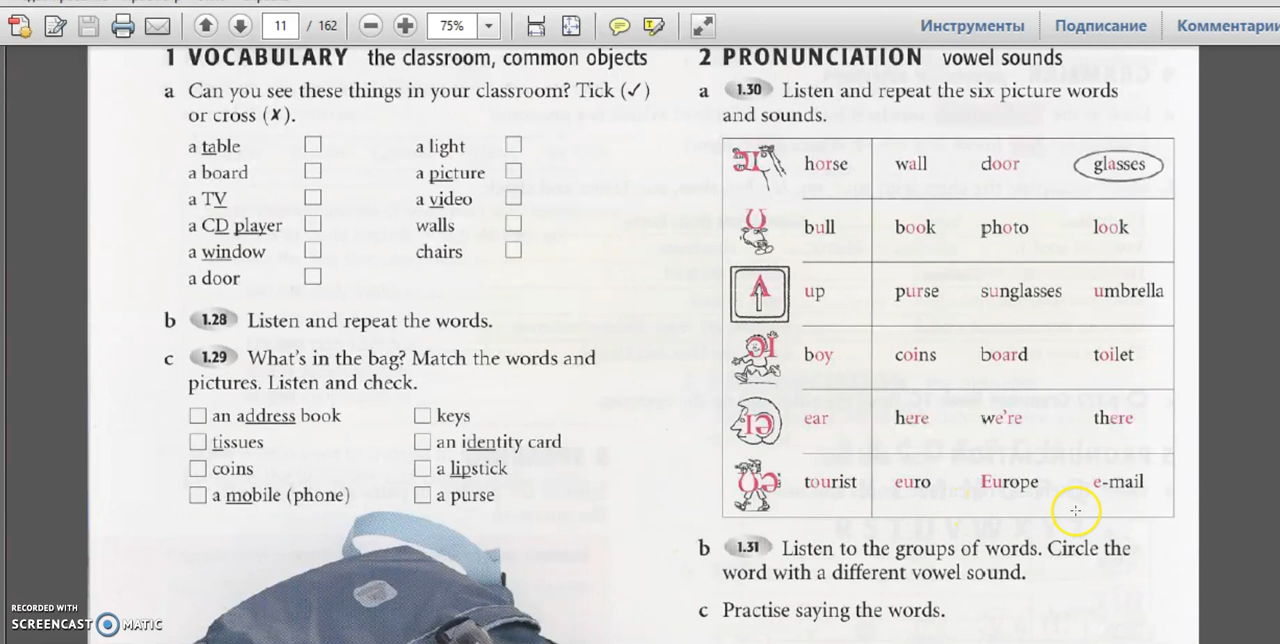 11 / 162
75%
Инструменты
Подписание
Комментарии
1 VOCABULARY the classroom, common objects
a Can you see these things in your classroom? Tick (✓)
or cross (✗).
a table
a board
a TV
a CD player
a window
a door
a light
a picture
a video
walls
chairs
b 1.28 Listen and repeat the words.
c 1.29 What's in the bag? Match the words and
pictures. Listen and check.
an address book
tissues
coins
a mobile (phone)
keys
an identity card
a lipstick
a purse
2 PRONUNCIATION vowel sounds
a 1.30 Listen and repeat the six picture words
and sounds.
ɔː horse wall door glasses
ʊ bull book photo look
ʌ up purse sunglasses umbrella
ɔɪ boy coins board toilet
ɪə ear here we're there
ʊə tourist euro Europe e-mail
b 1.31 Listen to the groups of words. Circle the
word with a different vowel sound.
c Practise saying the words.
RECORDED WITH
SCREENCAST MATIC